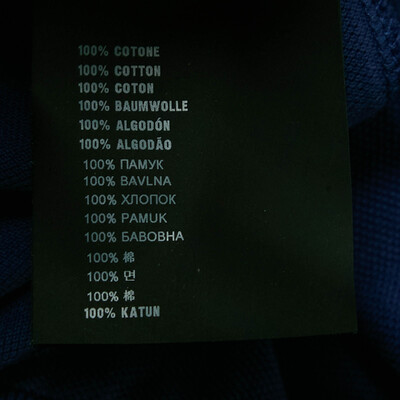 100% COTONE
100% COTTON
100% COTON
100% BAUMWOLLE
100% ALGODÓN
100% ALGODÃO
100% ПАМУК
100% BAVLNA
100% ХЛОПОК
100% PAMUK
100% БАВОВНА
100% 棉
100% 면
100% 棉
100% KATUN